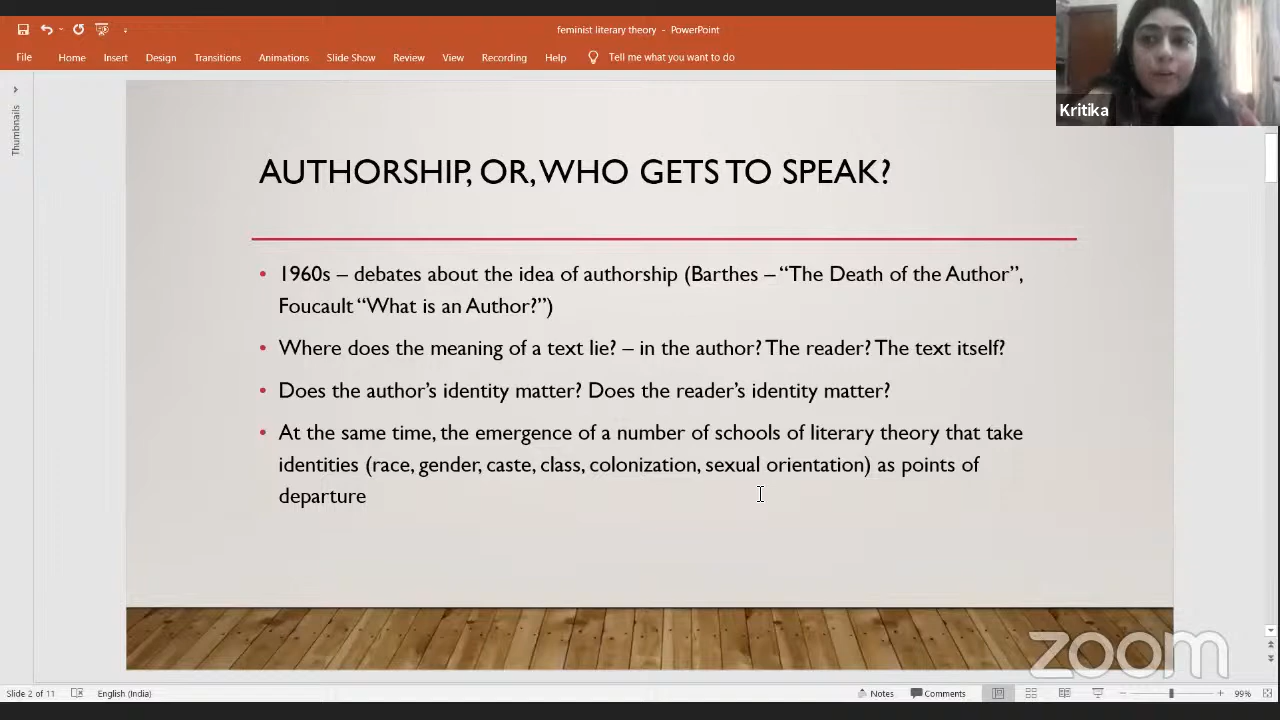 feminist literary theory - PowerPoint
File Home Insert Design Transitions Animations Slide Show Review View Recording Help Tell me what you want to do
Kritika
Thumbnails
AUTHORSHIP, OR, WHO GETS TO SPEAK?
• 1960s – debates about the idea of authorship (Barthes – “The Death of the Author”,
Foucault “What is an Author?”)
• Where does the meaning of a text lie? – in the author? The reader? The text itself?
• Does the author’s identity matter? Does the reader’s identity matter?
• At the same time, the emergence of a number of schools of literary theory that take
identities (race, gender, caste, class, colonization, sexual orientation) as points of
departure
zoom
Slide 2 of 11 English (India) Notes Comments 99%